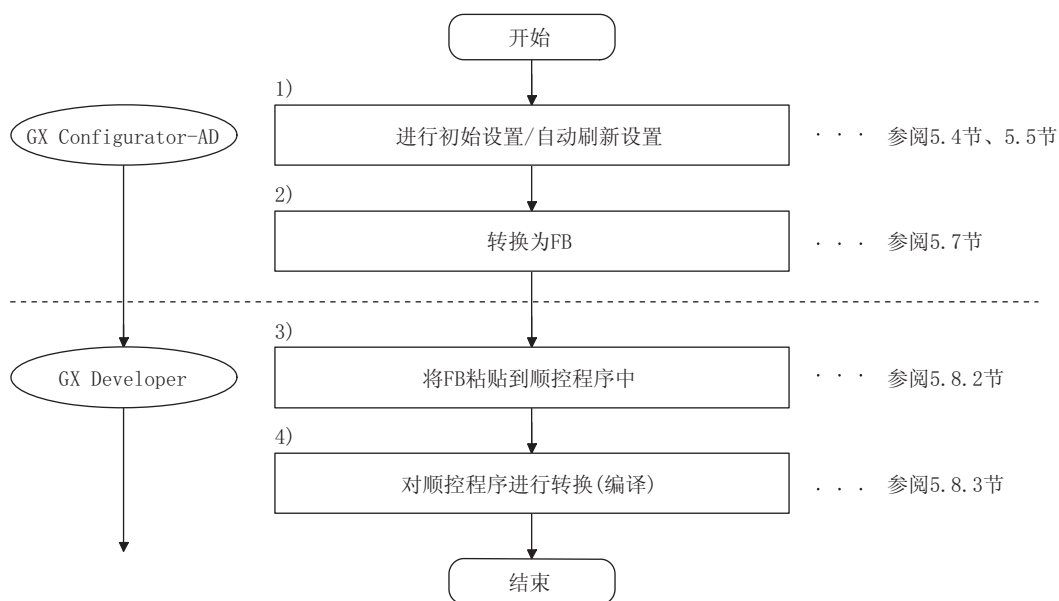 开始
1)
GX Configurator-AD
进行初始设置/自动刷新设置
· · · 参阅5.4节、5.5节
2)
转换为FB
. . . 参阅5.7节
3)
GX Developer
将FB粘贴到顺控程序中
· · · 参阅5.8.2节
4)
对顺控程序进行转换(编译)
. . . 参阅5.8.3节
结束